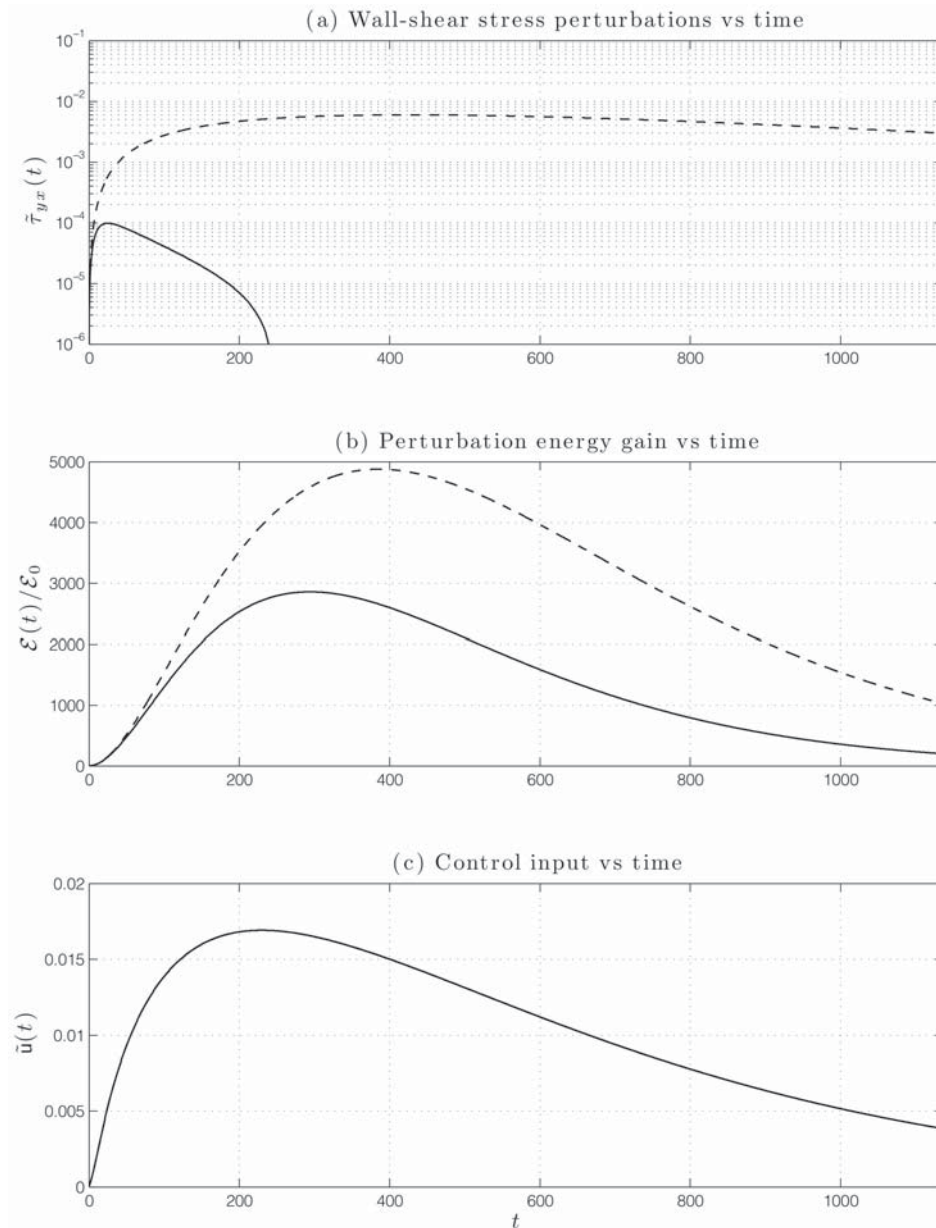 (a) Wall-shear stress perturbations vs time
10⁻¹
10⁻²
10⁻³
10⁻⁴
10⁻⁵
10⁻⁶
τ̃yx(t)
0 200 400 600 800 1000
(b) Perturbation energy gain vs time
5000
4000
3000
2000
1000
0
ℰ(t)/ℰ₀
0 200 400 600 800 1000
(c) Control input vs time
0.02
0.015
0.01
0.005
0
ũ(t)
0 200 400 600 800 1000
t